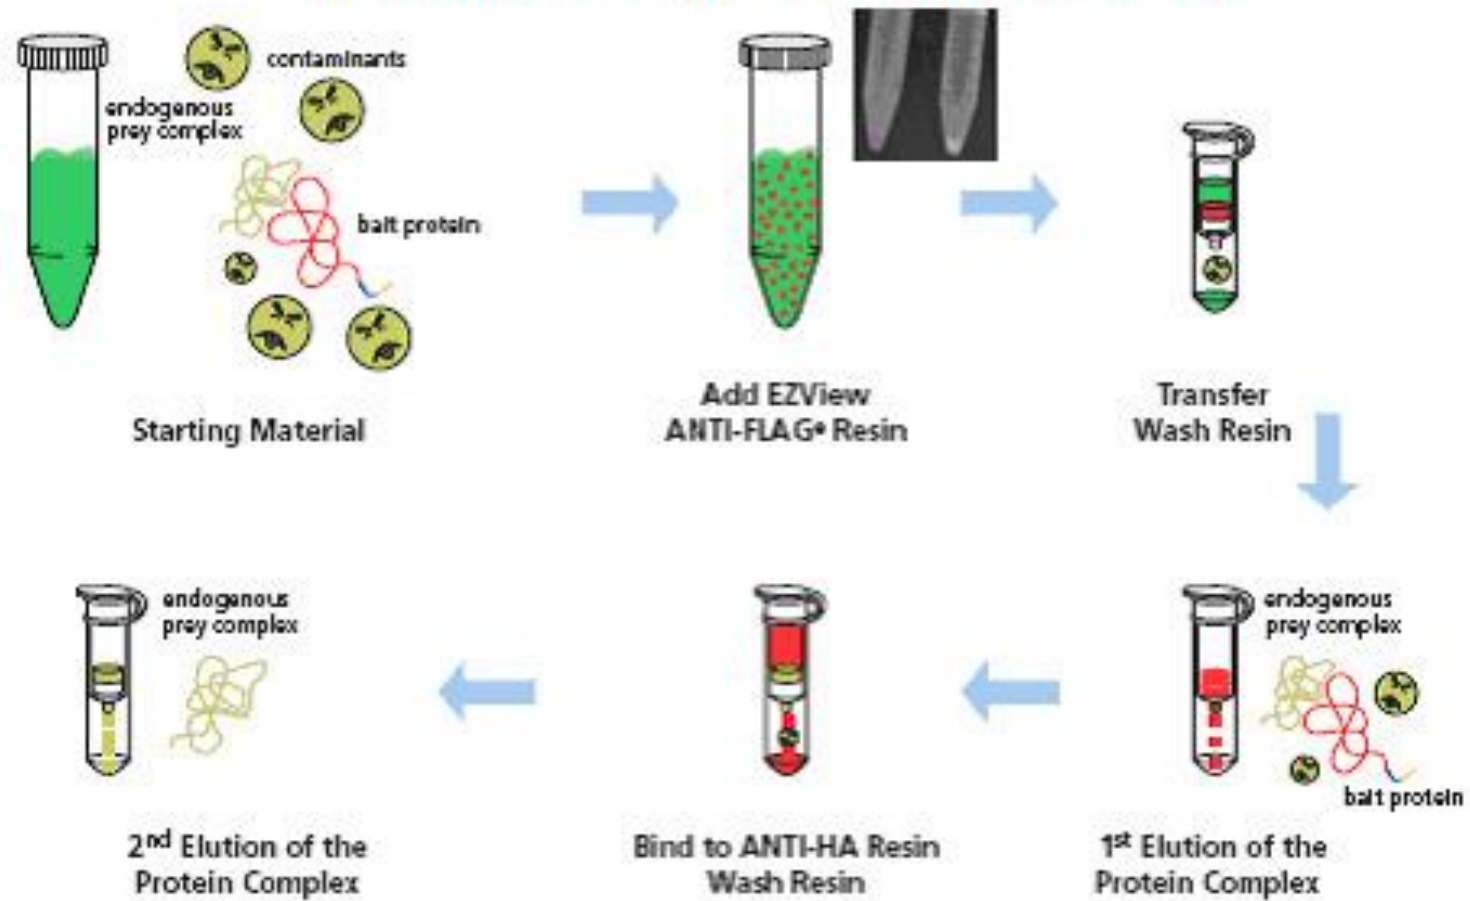 contaminants
endogenous
prey complex
bait protein
Starting Material
Add EZView
ANTI-FLAG® Resin
Transfer
Wash Resin
endogenous
prey complex
bait protein
1st Elution of the
Protein Complex
Bind to ANTI-HA Resin
Wash Resin
endogenous
prey complex
2nd Elution of the
Protein Complex